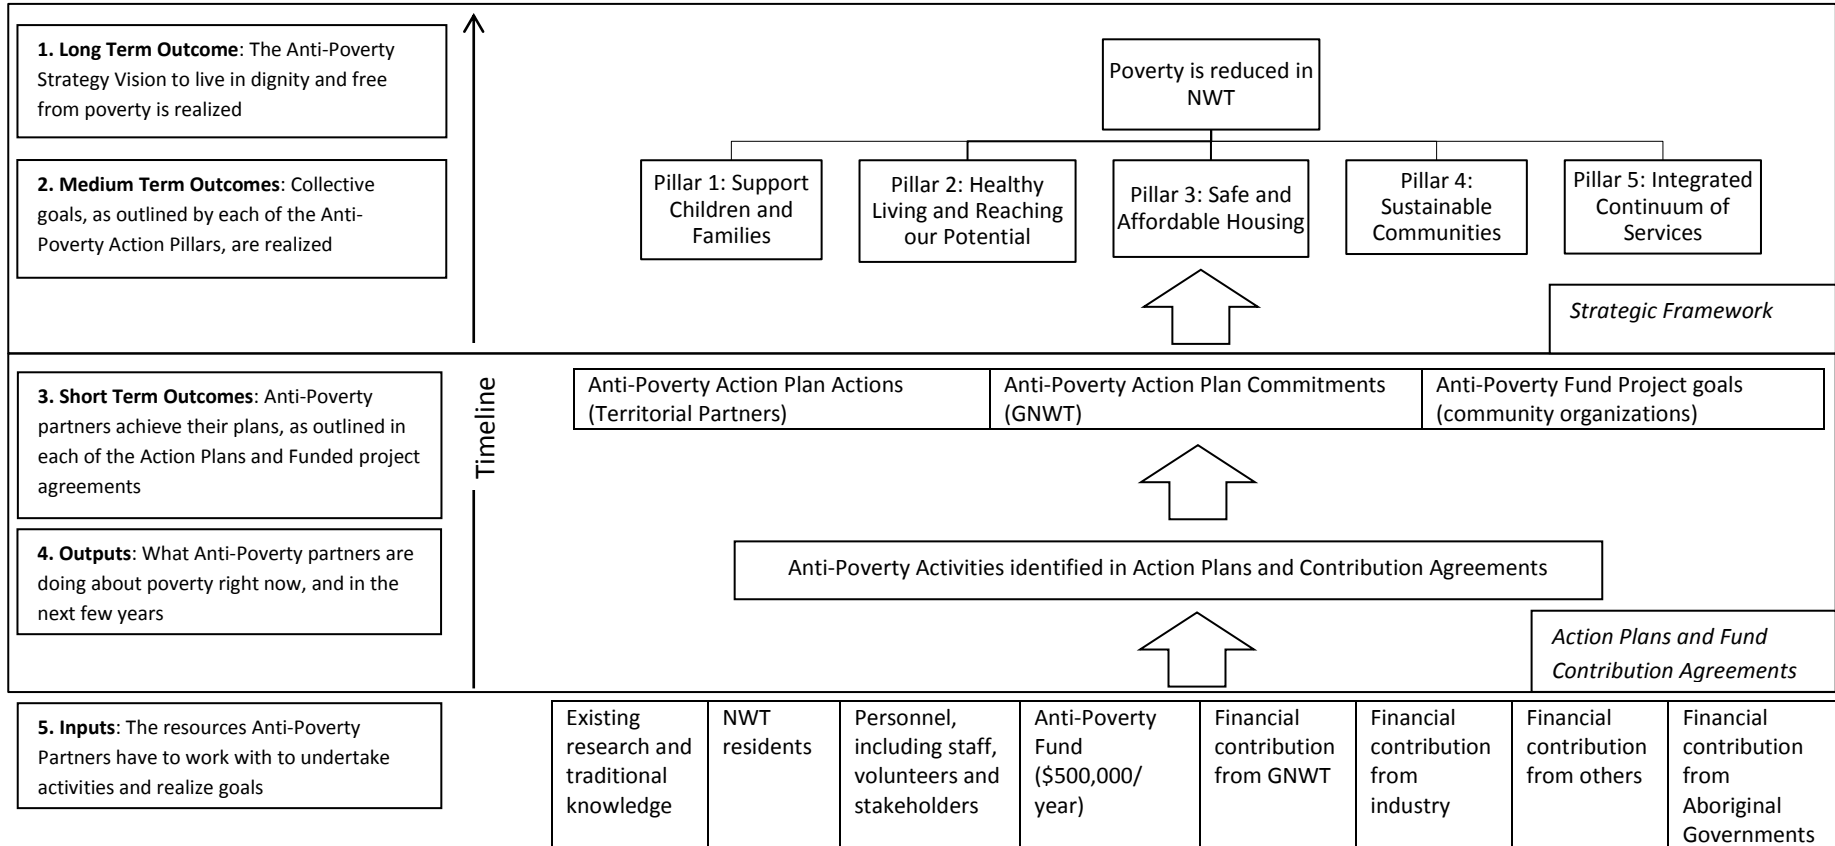 1. Long Term Outcome: The Anti-Poverty
Strategy Vision to live in dignity and free
from poverty is realized
Poverty is reduced in
NWT
2. Medium Term Outcomes: Collective
goals, as outlined by each of the Anti-
Poverty Action Pillars, are realized
Pillar 1: Support
Children and
Families
Pillar 2: Healthy
Living and Reaching
our Potential
Pillar 3: Safe and
Affordable Housing
Pillar 4:
Sustainable
Communities
Pillar 5: Integrated
Continuum of
Services
Strategic Framework
Timeline
3. Short Term Outcomes: Anti-Poverty
partners achieve their plans, as outlined in
each of the Action Plans and Funded project
agreements
Anti-Poverty Action Plan Actions
(Territorial Partners)
Anti-Poverty Action Plan Commitments
(GNWT)
Anti-Poverty Fund Project goals
(community organizations)
4. Outputs: What Anti-Poverty partners are
doing about poverty right now, and in the
next few years
Anti-Poverty Activities identified in Action Plans and Contribution Agreements
Action Plans and Fund
Contribution Agreements
5. Inputs: The resources Anti-Poverty
Partners have to work with to undertake
activities and realize goals
Existing
research and
traditional
knowledge
NWT
residents
Personnel,
including staff,
volunteers and
stakeholders
Anti-Poverty
Fund
($500,000/
year)
Financial
contribution
from GNWT
Financial
contribution
from
industry
Financial
contribution
from others
Financial
contribution
from
Aboriginal
Governments